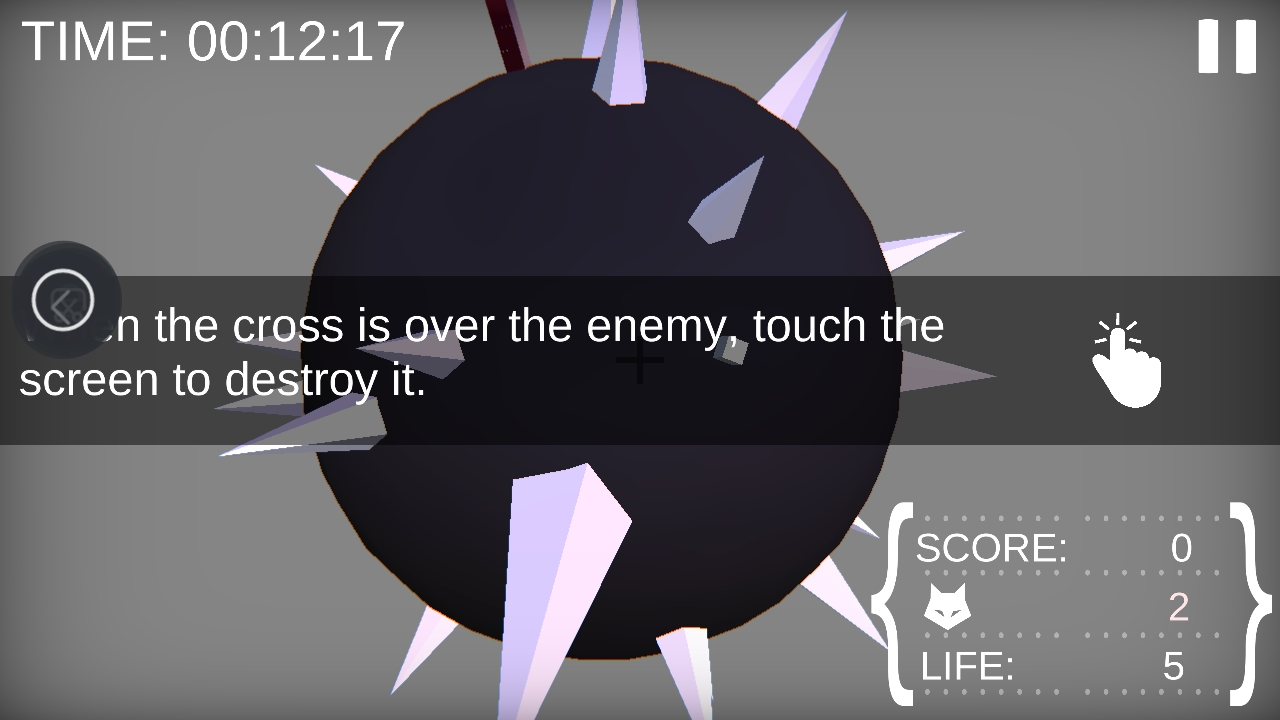 TIME: 00:12:17
the cross is over the enemy, touch the
screen to destroy it.
SCORE: 0
2
LIFE: 5